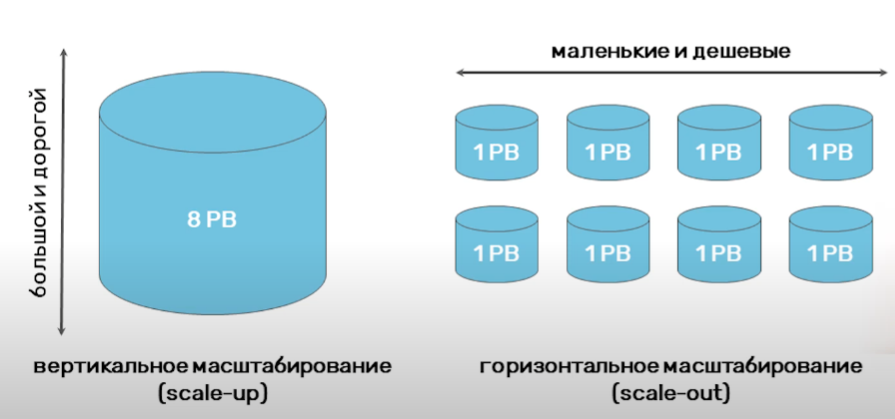 большой и дорогой
8 PB
вертикальное масштабирование
(scale-up)
маленькие и дешевые
1 PB 1 PB 1 PB 1 PB
1 PB 1 PB 1 PB 1 PB
горизонтальное масштабирование
(scale-out)